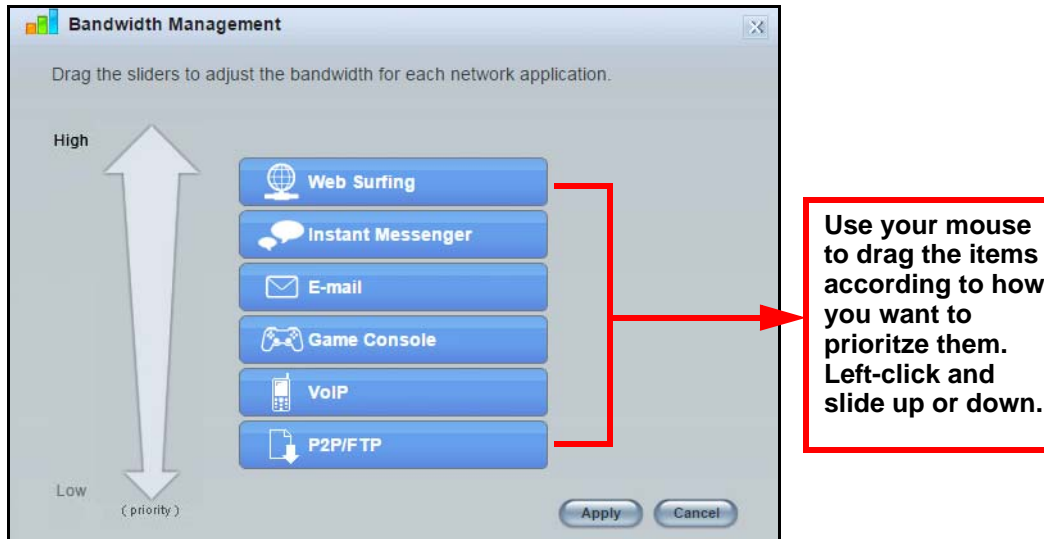 Bandwidth Management
Drag the sliders to adjust the bandwidth for each network application.
High
Web Surfing
Instant Messenger
E-mail
Game Console
VoIP
P2P/FTP
Low
( priority )
Apply
Cancel
Use your mouse
to drag the items
according to how
you want to
prioritze them.
Left-click and
slide up or down.